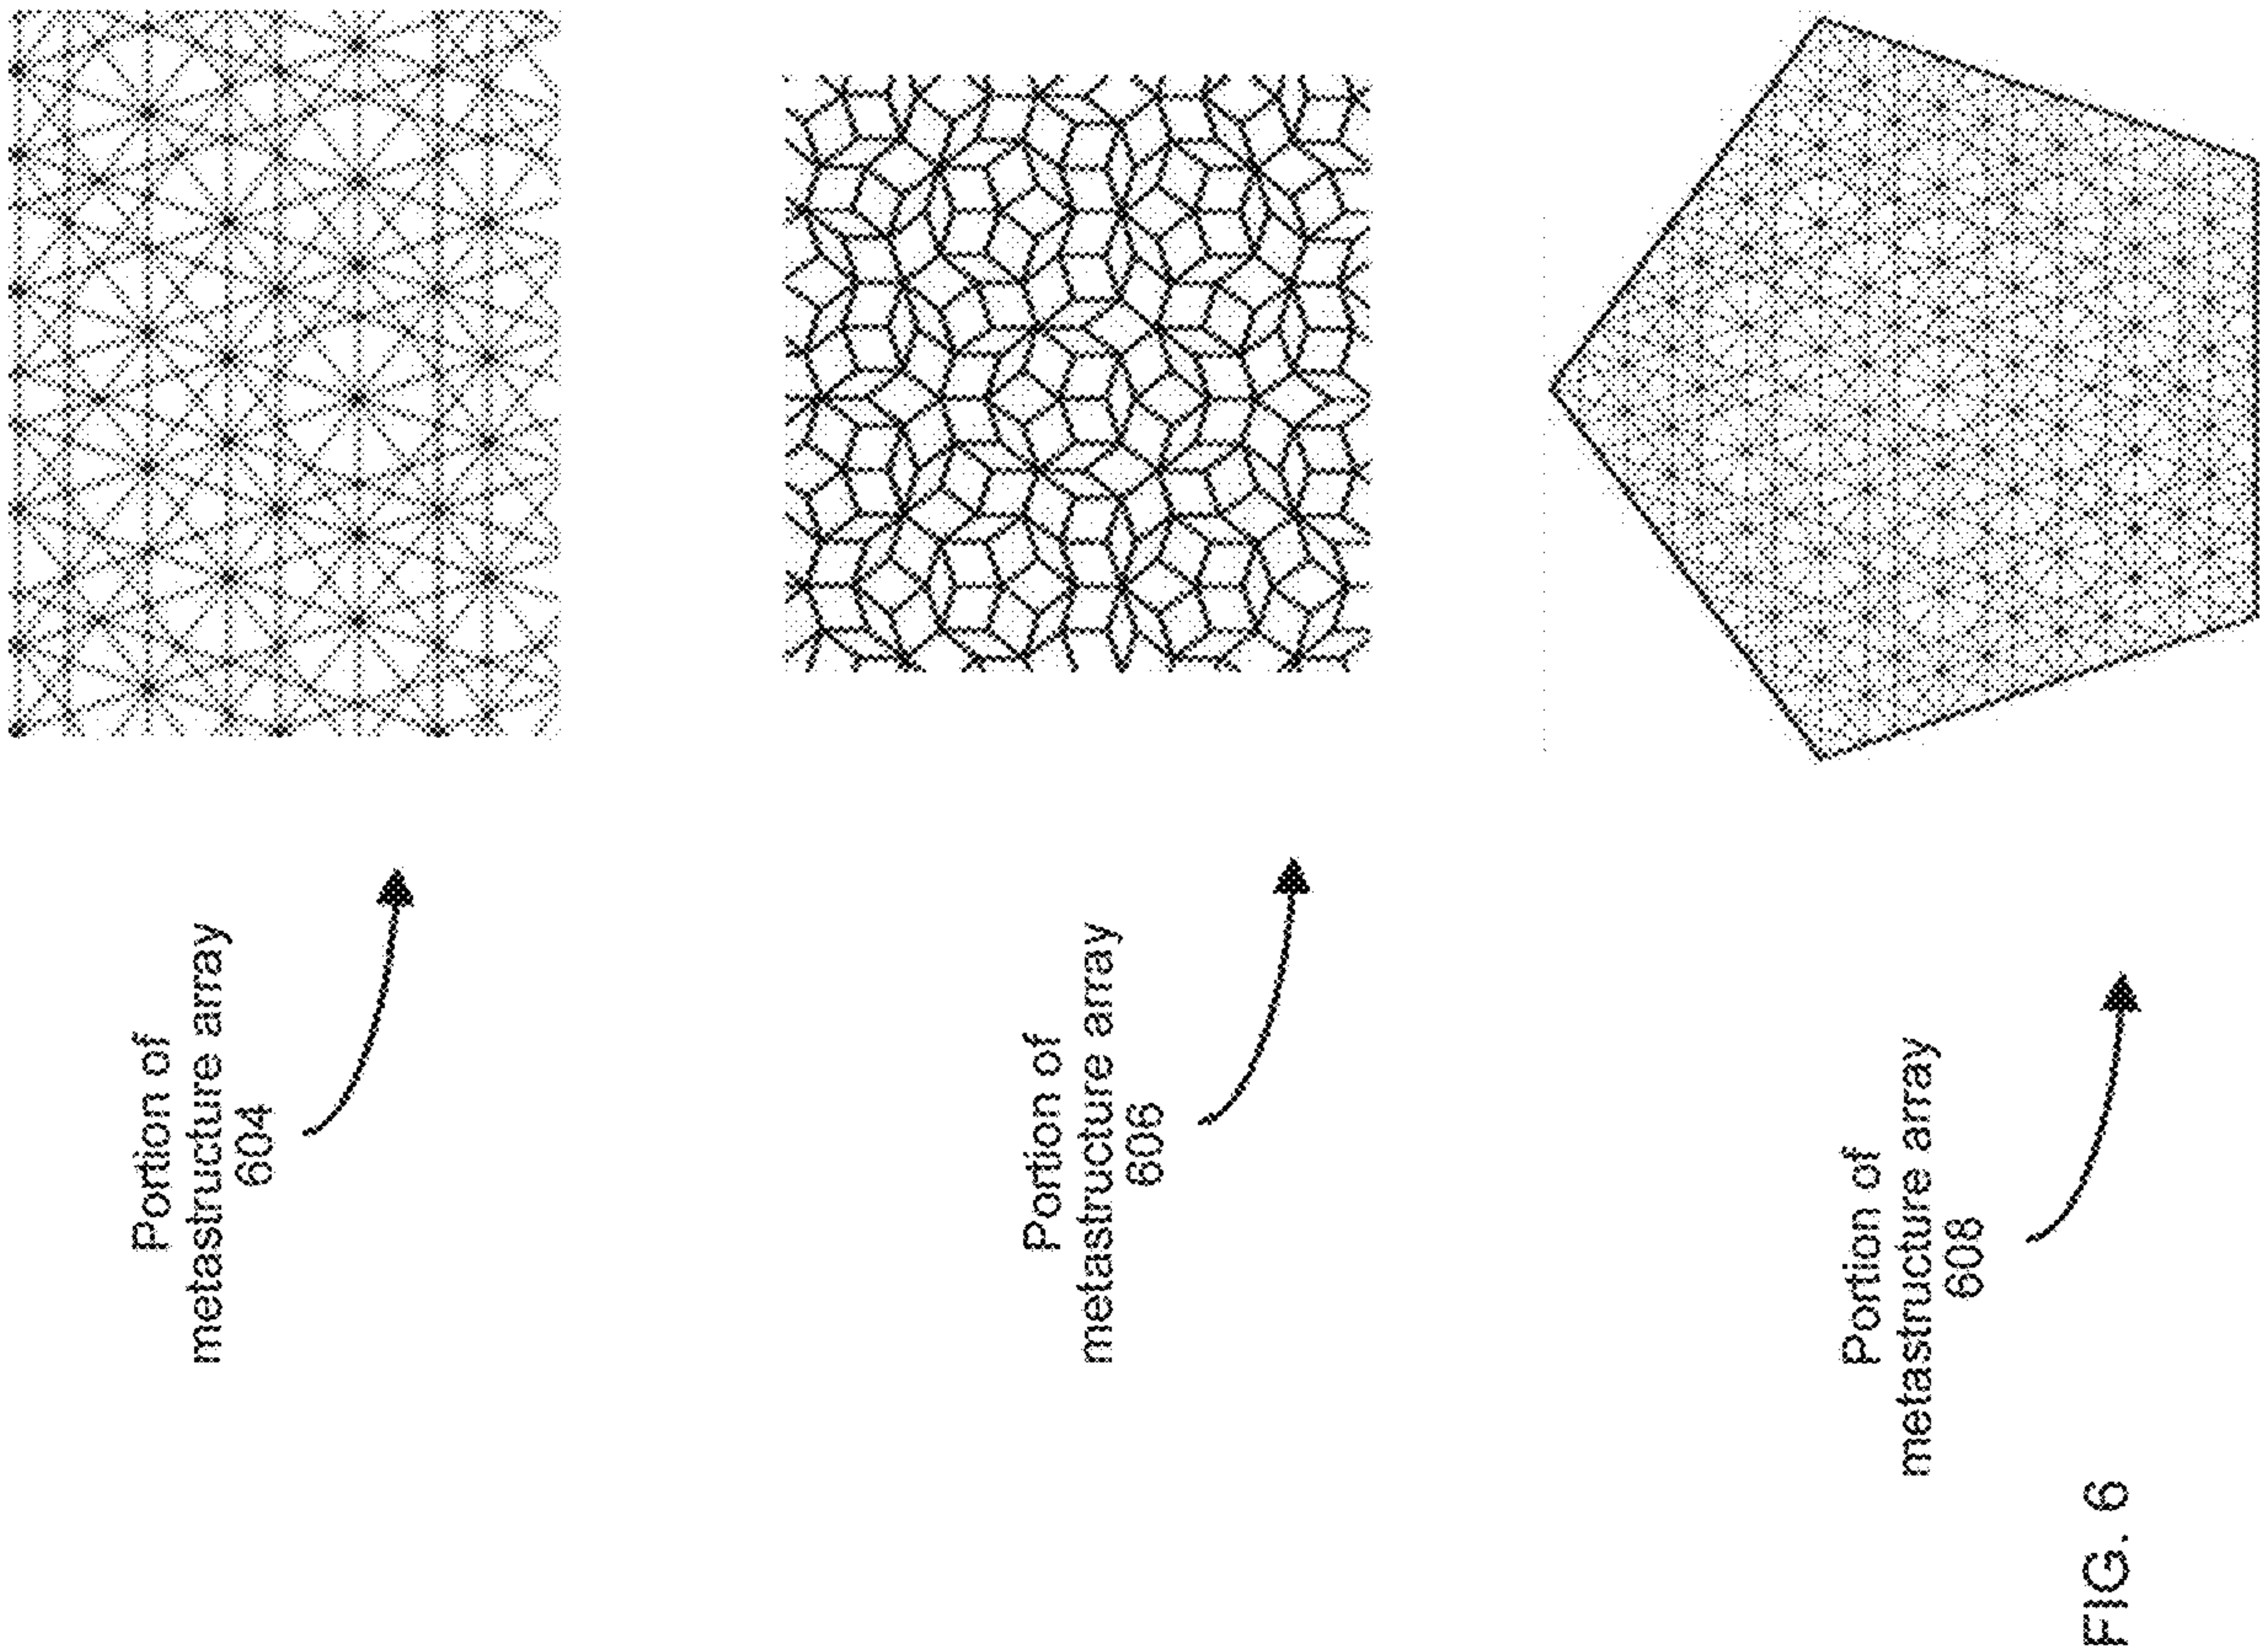 Portion of
metastructure array
604
Portion of
metastructure array
606
Portion of
metastructure array
608
FIG. 6